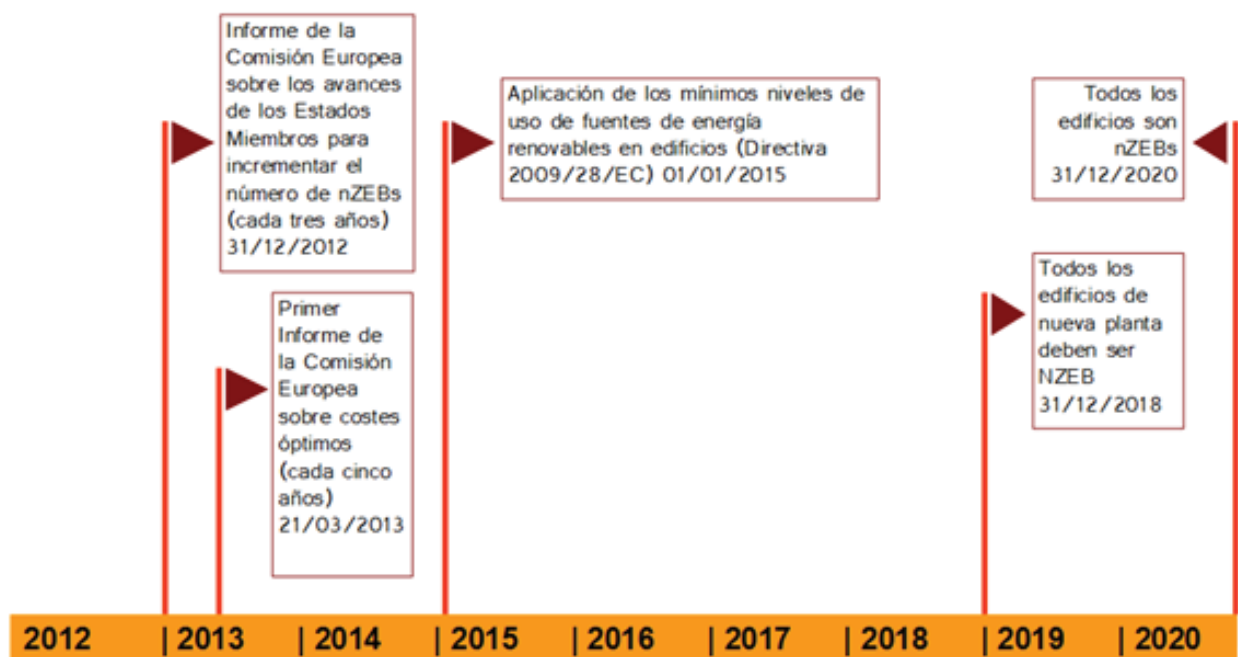 Informe de la
Comisión Europea
sobre los avances
de los Estados
Miembros para
incrementar el
número de nZEBs
(cada tres años)
31/12/2012
Primer
Informe de
la Comisión
Europea
sobre costes
óptimos
(cada cinco
años)
21/03/2013
Aplicación de los mínimos niveles de
uso de fuentes de energía
renovables en edificios (Directiva
2009/28/EC) 01/01/2015
Todos los
edificios son
nZEBs
31/12/2020
Todos los
edificios de
nueva planta
deben ser
NZEB
31/12/2018
2012 | 2013 | 2014 | 2015 | 2016 | 2017 | 2018 | 2019 | 2020